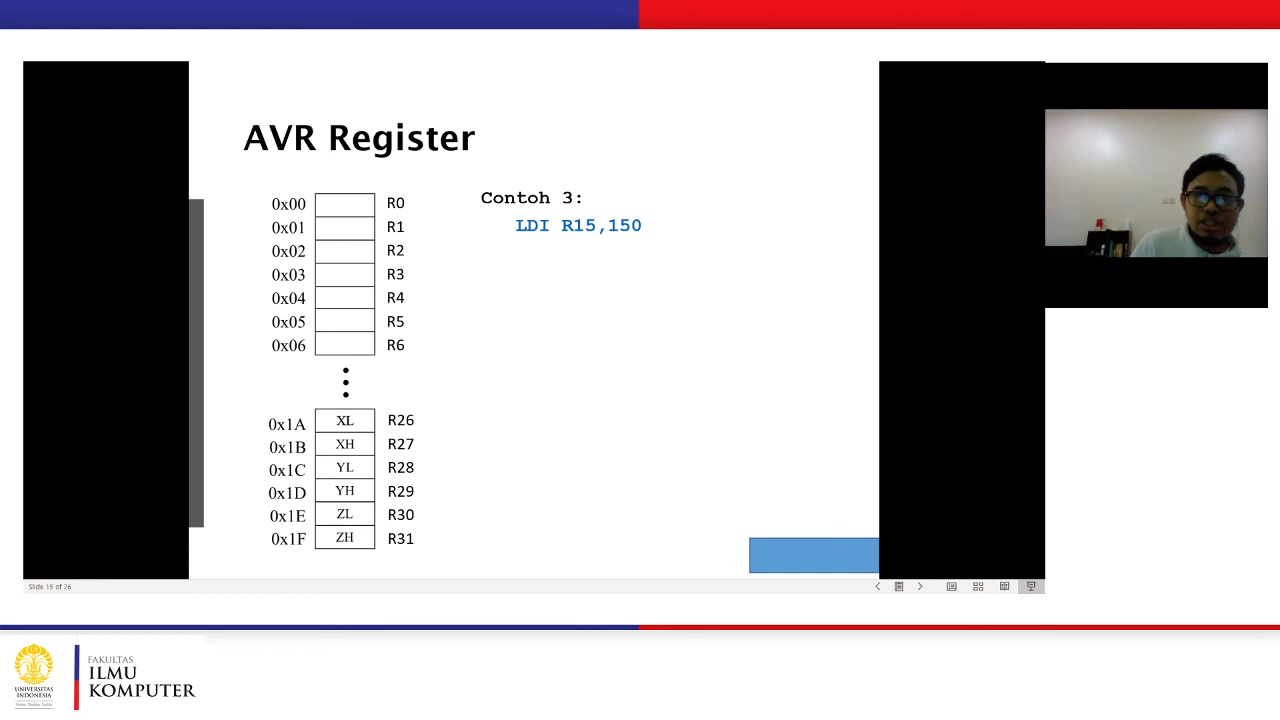 AVR Register
Contoh 3:
LDI R15,150
0x00 R0
0x01 R1
0x02 R2
0x03 R3
0x04 R4
0x05 R5
0x06 R6
0x1A XL R26
0x1B XH R27
0x1C YL R28
0x1D YH R29
0x1E ZL R30
0x1F ZH R31
Slide 15 of 26
UNIVERSITAS
INDONESIA
FAKULTAS
ILMU
KOMPUTER